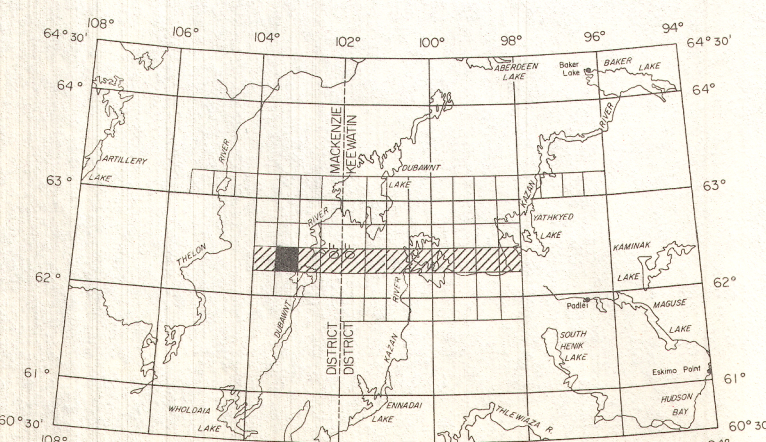 108° 106° 104° 102° 100° 98° 96° 94°
64° 30' 64° 30'
ABERDEEN
LAKE
Baker
Lake
BAKER
LAKE
64° 64°
MACKENZIE
KEEWATIN
RIVER
RIVER
ARTILLERY
LAKE
DUBAWNT
LAKE
63° 63°
KAZAN
RIVER
YATHKYED
LAKE
THELON
OF
OF
KAMINAK
LAKE
62° 62°
RIVER
DUBAWNT
Padlei
MAGUSE
LAKE
DISTRICT
DISTRICT
KAZAN
SOUTH
HENIK
LAKE
Eskimo Point
61° 61°
WHOLDAIA
LAKE
ENNADAI
LAKE
THLEWIAZA R.
HUDSON
BAY
60° 30' 60° 30'
108°